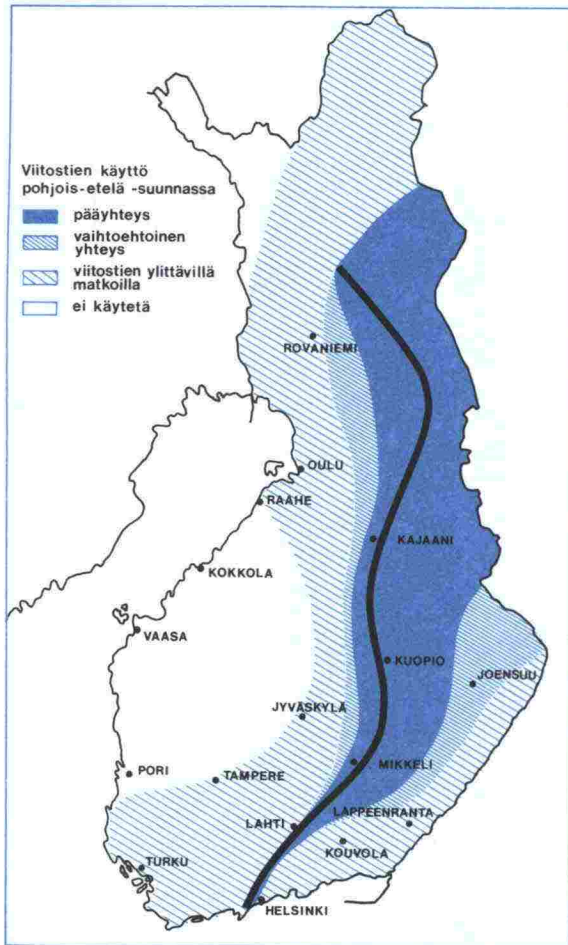 Viitostien käyttö
pohjois-etelä -suunnassa
pääyhteys
vaihtoehtoinen
yhteys
viitostien ylittävillä
matkoilla
ei käytetä
ROVANIEMI
OULU
RAAHE
KAJAANI
KOKKOLA
VAASA
KUOPIO
JOENSUU
JYVÄSKYLÄ
MIKKELI
PORI
TAMPERE
LAPPEENRANTA
LAHTI
KOUVOLA
TURKU
HELSINKI